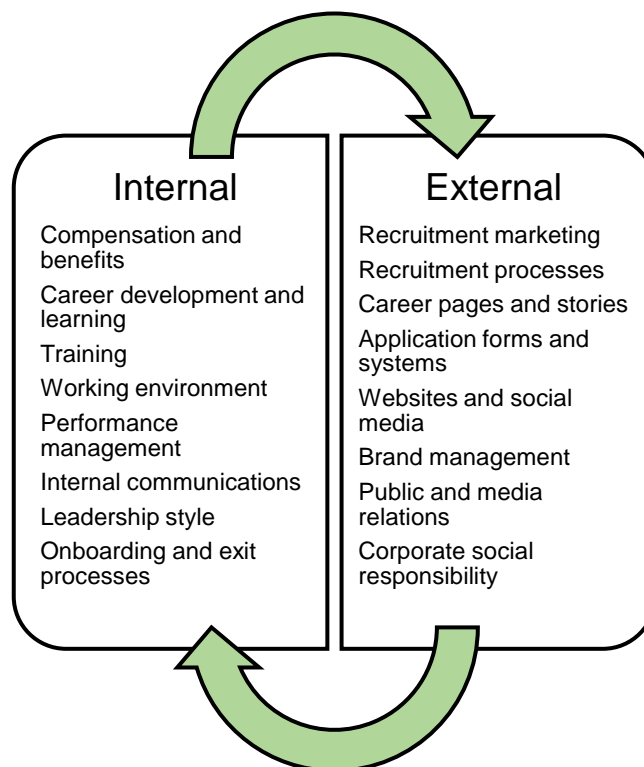 Internal
Compensation and
benefits
Career development and
learning
Training
Working environment
Performance
management
Internal communications
Leadership style
Onboarding and exit
processes
External
Recruitment marketing
Recruitment processes
Career pages and stories
Application forms and
systems
Websites and social
media
Brand management
Public and media
relations
Corporate social
responsibility